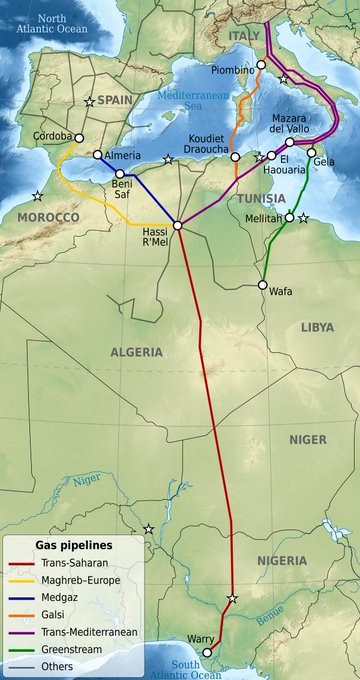 North
Atlantic Ocean
ITALY
Piombino
SPAIN
Mediterranean
Sea
Mazara
del Vallo
Cordoba
Koudiet
Draoucha
Almeria
El
Haouaria
Gela
Beni
Saf
TUNISIA
MOROCCO
Mellitah
Hassi
R'Mel
Wafa
LIBYA
ALGERIA
NIGER
Niger
NIGERIA
Benue
Warry
South
Atlantic
Ocean
Gas pipelines
Trans-Saharan
Maghreb–Europe
Medgaz
Galsi
Trans-Mediterranean
Greenstream
Others